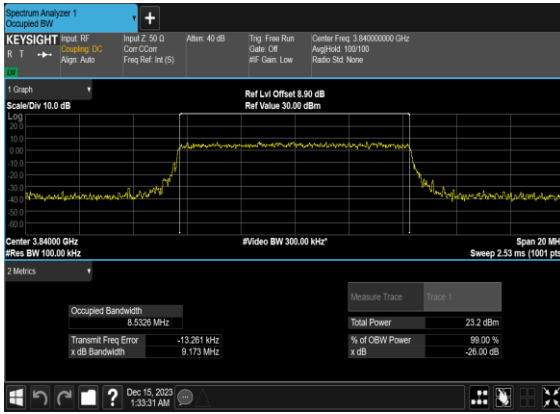 Spectrum Analyzer 1
Occupied BW
KEYSIGHT
R T
LXI
Input: RF
Coupling: DC
Align: Auto
Input Z: 50 Ω
Corr CCorr
Freq Ref: Int (S)
Atten: 40 dB
Trig: Free Run
Gate: Off
#IF Gain: Low
Center Freq: 3.840000000 GHz
Avg|Hold: 100/100
Radio Std: None
1 Graph
Scale/Div 10.0 dB
Ref Lvl Offset 8.90 dB
Ref Value 30.00 dBm
Log
20.0
10.0
0.00
-10.0
-20.0
-30.0
-40.0
-50.0
-60.0
Center 3.84000 GHz
#Video BW 300.00 kHz*
Span 20 MH
#Res BW 100.00 kHz
Sweep 2.53 ms (1001 pts
2 Metrics
Measure Trace
Trace 1
Occupied Bandwidth
8.5326 MHz
Total Power
23.2 dBm
Transmit Freq Error
-13.261 kHz
% of OBW Power
99.00 %
x dB Bandwidth
9.173 MHz
x dB
-26.00 dB
?
Dec 15, 2023
1:33:31 AM